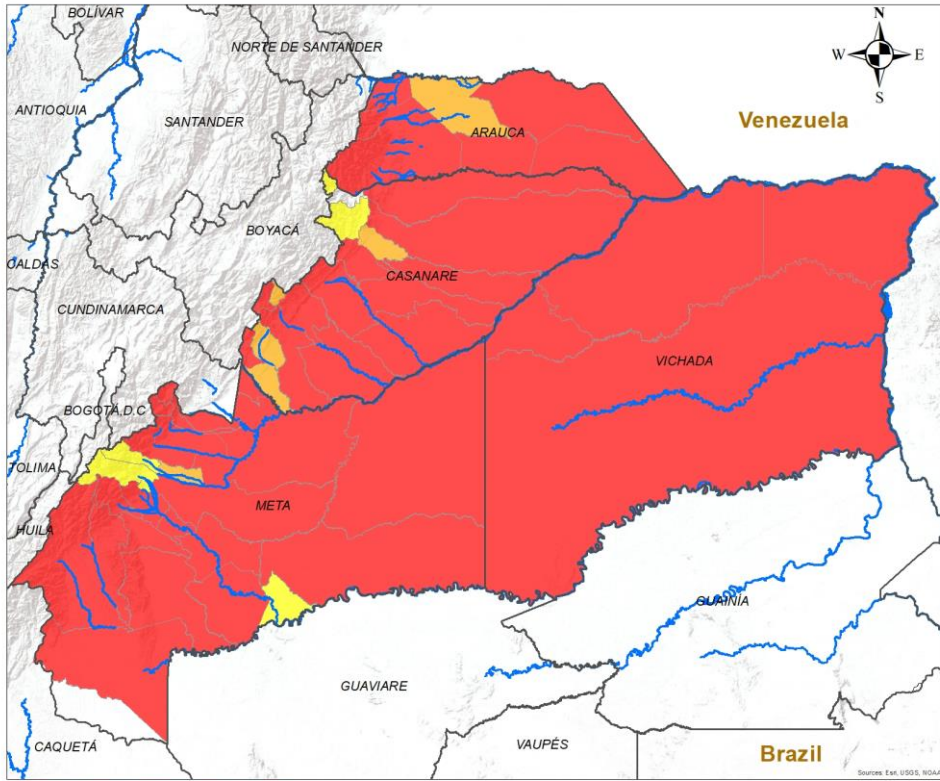 BOLÍVAR
N
NORTE DE SANTANDER
W E
S
ANTIOQUIA
SANTANDER
Venezuela
ARAUCA
BOYACÁ
CALDAS
CASANARE
CUNDINAMARCA
VICHADA
BOGOTÁ, D.C
TOLIMA
META
HUILA
GUAINÍA
GUAVIARE
CAQUETÁ
VAUPÉS
Brazil
Sources: Esri, USGS, NOAA